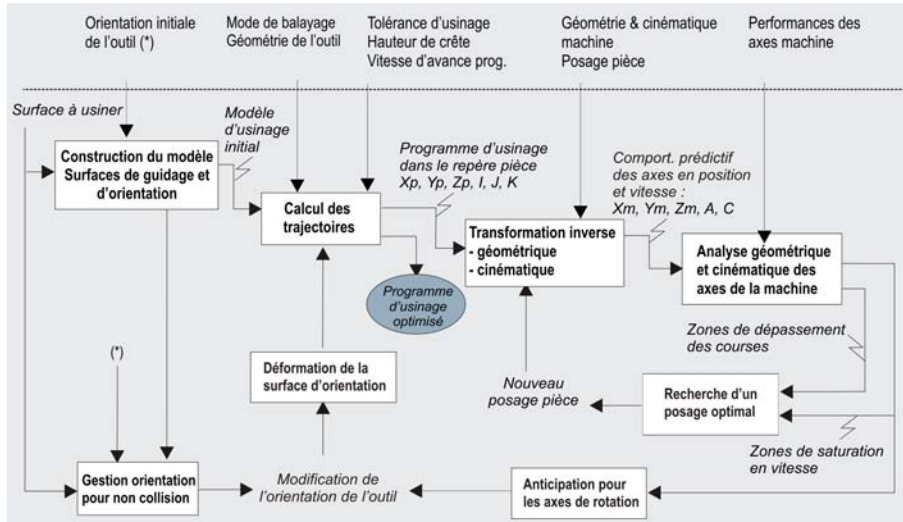 Orientation initiale
de l'outil (*)
Mode de balayage
Géométrie de l'outil
Tolérance d'usinage
Hauteur de crête
Vitesse d'avance prog.
Géométrie & cinématique
machine
Posage pièce
Performances des
axes machine
Surface à usiner
Modèle
d'usinage
initial
Construction du modèle
Surfaces de guidage et
d'orientation
Programme d'usinage
dans le repère pièce
Xp, Yp, Zp, I, J, K
Comport. prédictif
des axes en position
et vitesse :
Xm, Ym, Zm, A, C
Calcul des
trajectoires
Transformation inverse
- géométrique
- cinématique
Analyse géométrique
et cinématique des
axes de la machine
Programme
d'usinage
optimisé
Zones de dépassement
des courses
(*)
Déformation de la
surface d'orientation
Nouveau
posage pièce
Recherche d'un
posage optimal
Zones de saturation
en vitesse
Gestion orientation
pour non collision
Modification de
l'orientation de l'outil
Anticipation pour
les axes de rotation